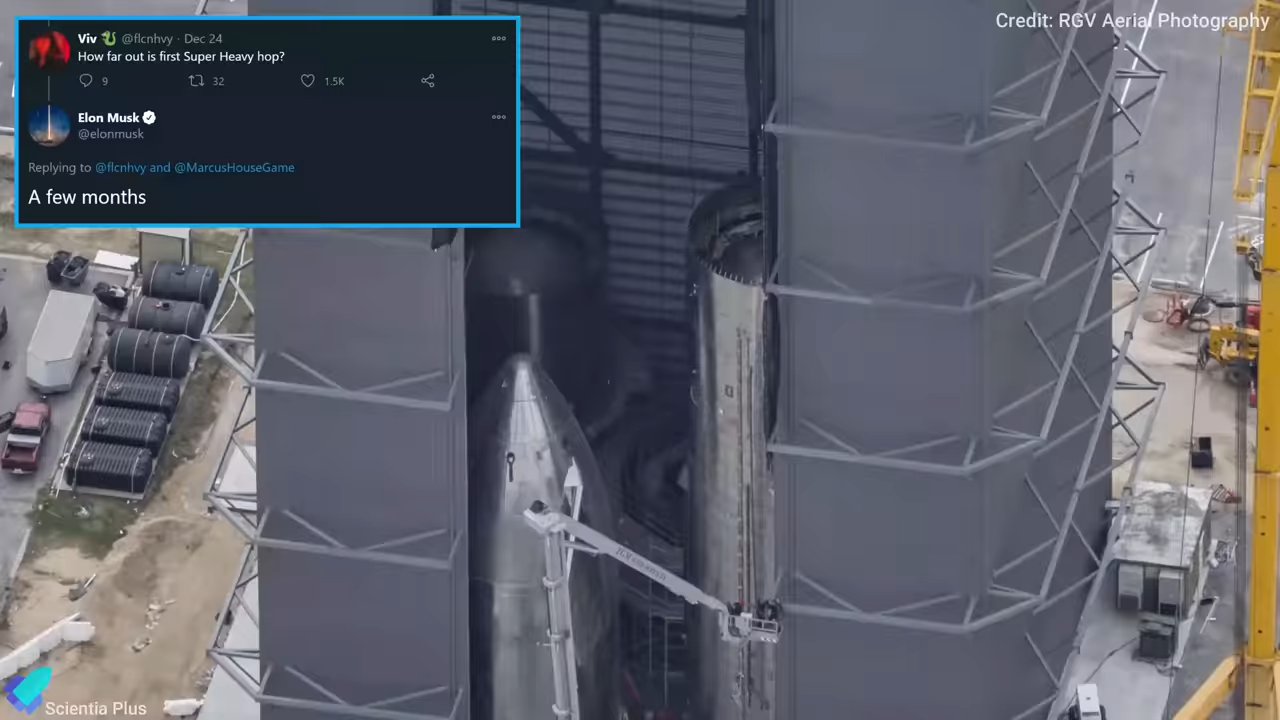 Credit: RGV Aerial Photography
Viv @flcnhvy · Dec 24
How far out is first Super Heavy hop?
9 32 1.5K
Elon Musk
@elonmusk
Replying to @flcnhvy and @MarcusHouseGame
A few months
Scientia Plus